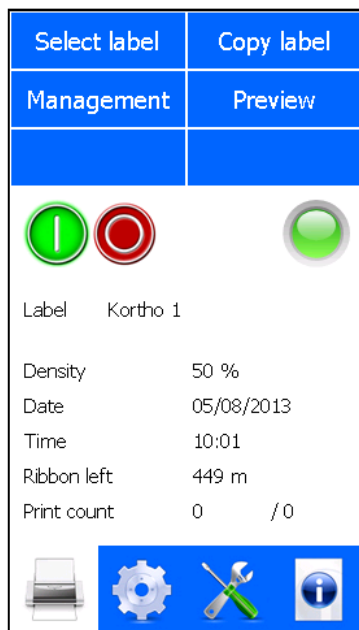 Select label Copy label
Management Preview
Label Kortho 1
Density 50 %
Date 05/08/2013
Time 10:01
Ribbon left 449 m
Print count 0 / 0